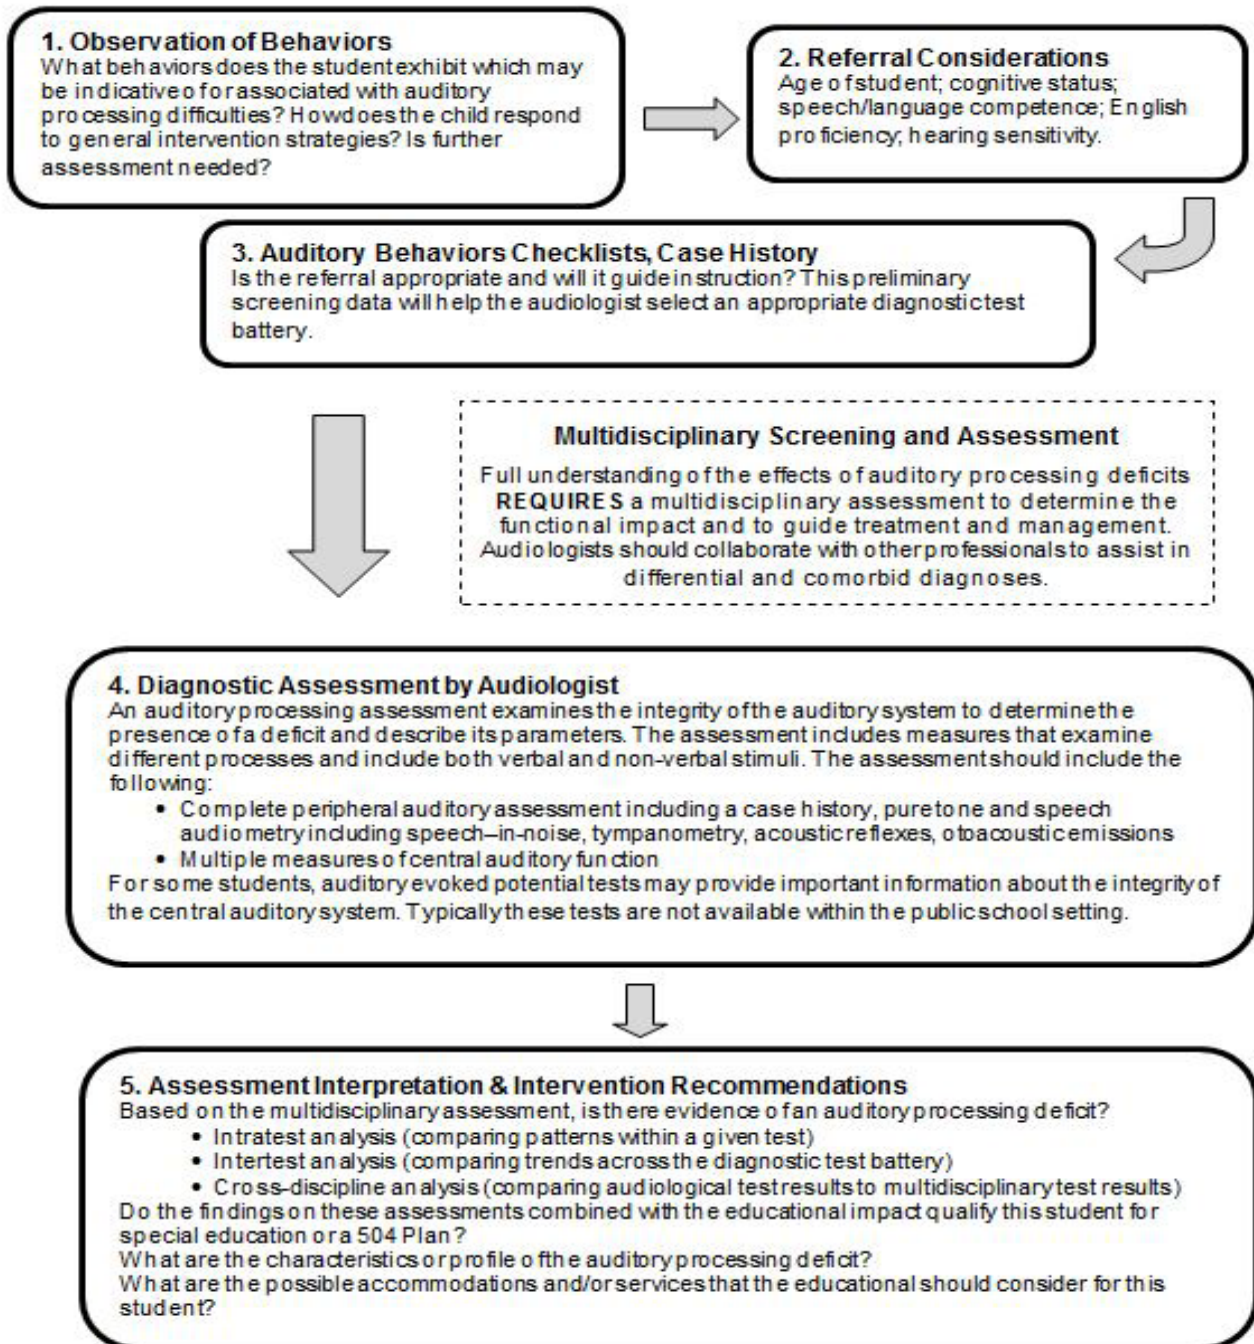 1. Observation of Behaviors
What behaviors does the student exhibit which may
be indicative of or associated with auditory
processing difficulties? How does the child respond
to general intervention strategies? Is further
assessment needed?
2. Referral Considerations
Age of student; cognitive status;
speech/language competence; English
proficiency; hearing sensitivity.
3. Auditory Behaviors Checklists, Case History
Is the referral appropriate and will it guide instruction? This preliminary
screening data will help the audiologist select an appropriate diagnostic test
battery.
Multidisciplinary Screening and Assessment
Full understanding of the effects of auditory processing deficits
REQUIRES a multidisciplinary assessment to determine the
functional impact and to guide treatment and management.
Audiologists should collaborate with other professionals to assist in
differential and comorbid diagnoses.
4. Diagnostic Assessment by Audiologist
An auditory processing assessment examines the integrity of the auditory system to determine the
presence of a deficit and describe its parameters. The assessment includes measures that examine
different processes and include both verbal and non-verbal stimuli. The assessment should include the
following:
• Complete peripheral auditory assessment including a case history, pure tone and speech
audiometry including speech–in-noise, tympanometry, acoustic reflexes, otoacoustic emissions
• Multiple measures of central auditory function
For some students, auditory evoked potential tests may provide important information about the integrity of
the central auditory system. Typically these tests are not available within the public school setting.
5. Assessment Interpretation & Intervention Recommendations
Based on the multidisciplinary assessment, is there evidence of an auditory processing deficit?
• Intratest analysis (comparing patterns within a given test)
• Intertest analysis (comparing trends across the diagnostic test battery)
• Cross-discipline analysis (comparing audiological test results to multidisciplinary test results)
Do the findings on these assessments combined with the educational impact qualify this student for
special education or a 504 Plan?
What are the characteristics or profile of the auditory processing deficit?
What are the possible accommodations and/or services that the educational should consider for this
student?